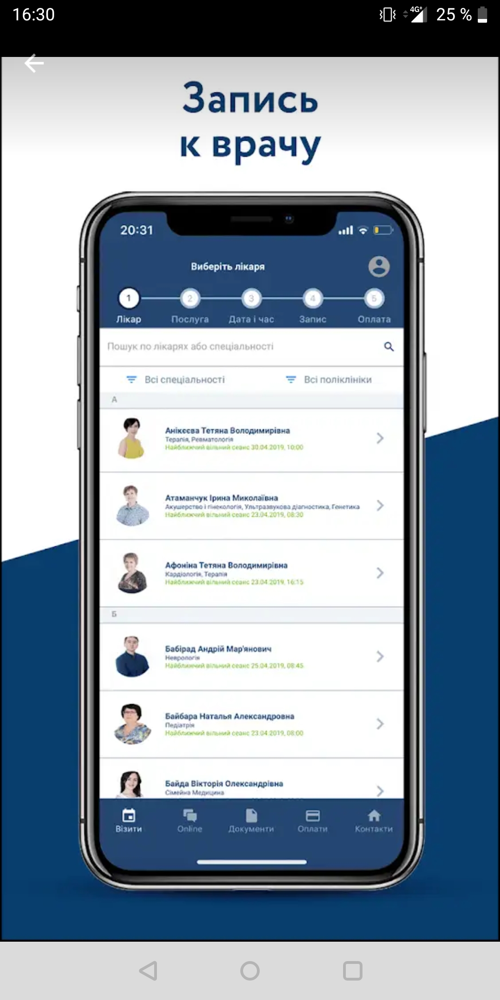 16:30
4G+
25 %
Запись
к врачу
20:31
Виберіть лікаря
1 2 3 4 5
Лікар Послуга Дата і час Запис Оплата
Пошук по лікарях або спеціальності
Всі спеціальності Всі поліклініки
А
Анікєєва Тетяна Володимирівна
Терапія, Ревматологія
Найближчий вільний сеанс 30.04.2019, 10:00
Атаманчук Ірина Миколаївна
Акушерство і гінекологія, Ультразвукова діагностика, Генетика
Найближчий вільний сеанс 23.04.2019, 08:30
Афоніна Тетяна Володимирівна
Кардіологія, Терапія
Найближчий вільний сеанс 23.04.2019, 16:15
Б
Бабірад Андрій Мар'янович
Неврологія
Найближчий вільний сеанс 25.04.2019, 08:45
Байбара Наталья Александровна
Педіатрія
Найближчий вільний сеанс 23.04.2019, 08:00
Байда Вікторія Олександрівна
Сімейна Медицина
Візити Online Документи Оплати Контакти